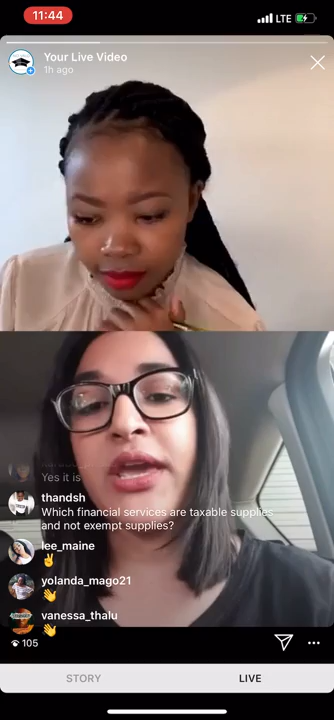 11:44
LTE
Your Live Video
1h ago
Yes it is
thandsh
Which financial services are taxable supplies
and not exempt supplies?
lee_maine
✌️
yolanda_mago21
👋
vanessa_thalu
👋
105
STORY
LIVE